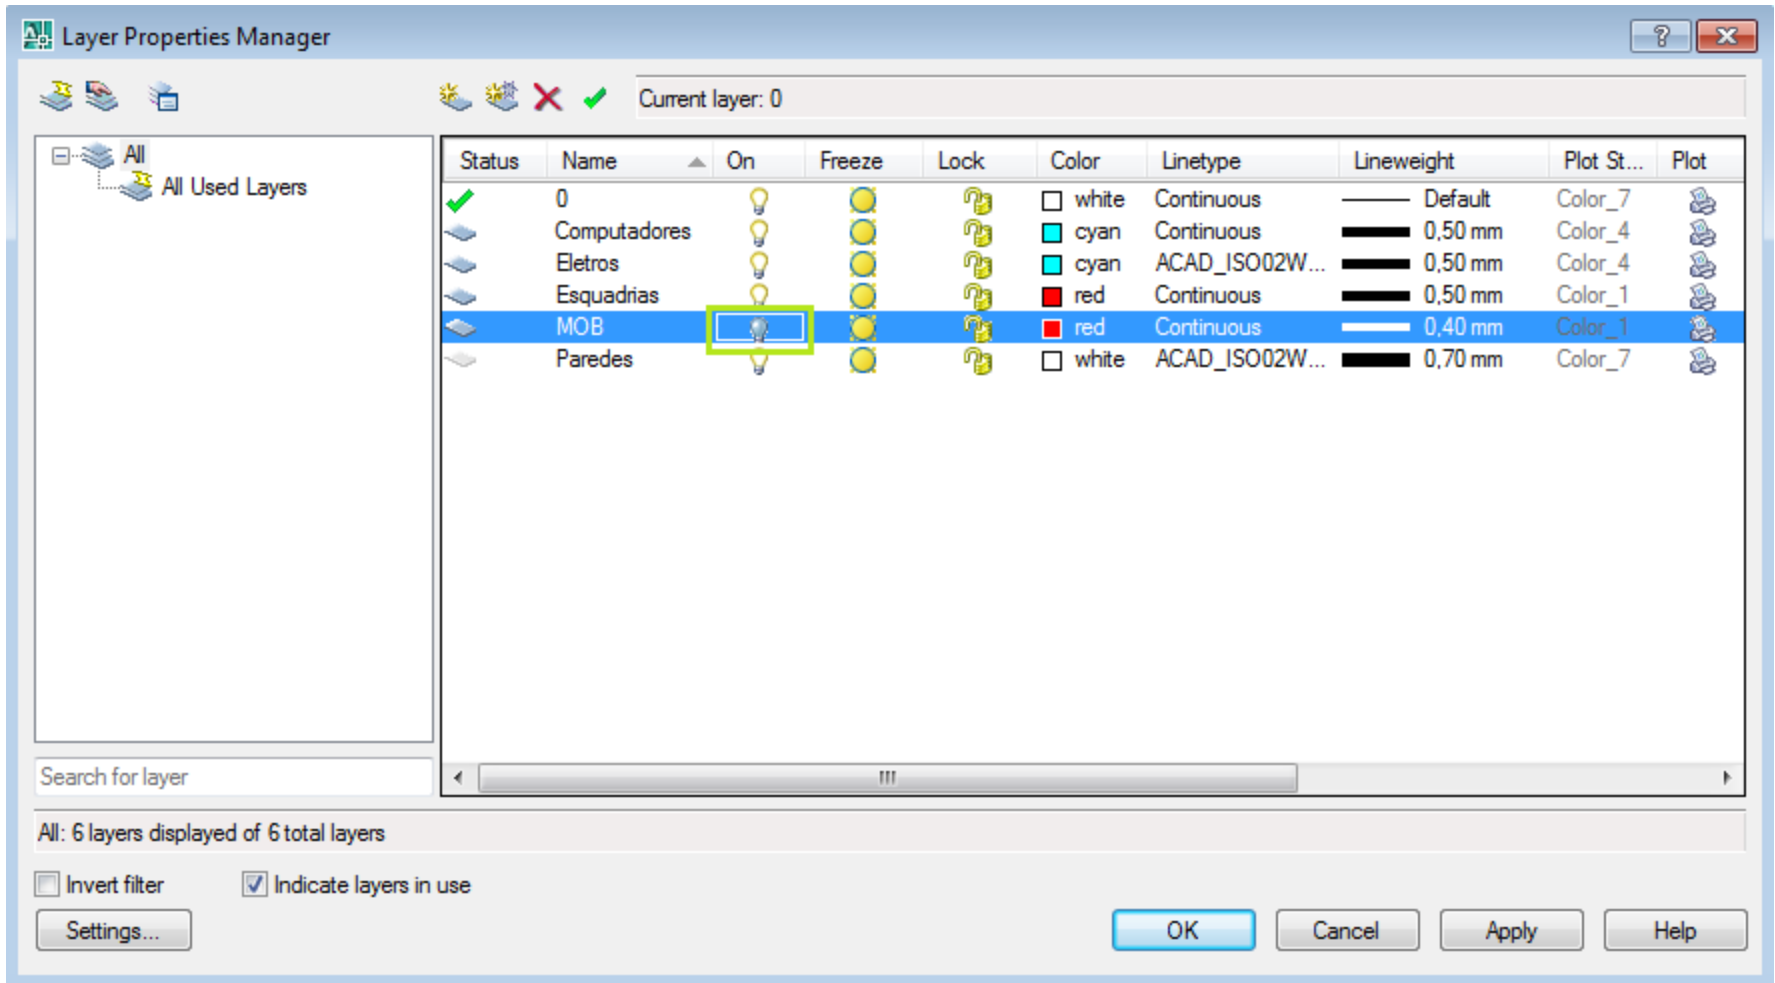 Layer Properties Manager
Current layer: 0
All
All Used Layers
Status Name On Freeze Lock Color Linetype Lineweight Plot St... Plot
0 white Continuous Default Color_7
Computadores cyan Continuous 0,50 mm Color_4
Eletros cyan ACAD_ISO02W... 0,50 mm Color_4
Esquadrias red Continuous 0,50 mm Color_1
MOB red Continuous 0,40 mm Color_1
Paredes white ACAD_ISO02W... 0,70 mm Color_7
Search for layer
All: 6 layers displayed of 6 total layers
Invert filter Indicate layers in use
Settings... OK Cancel Apply Help